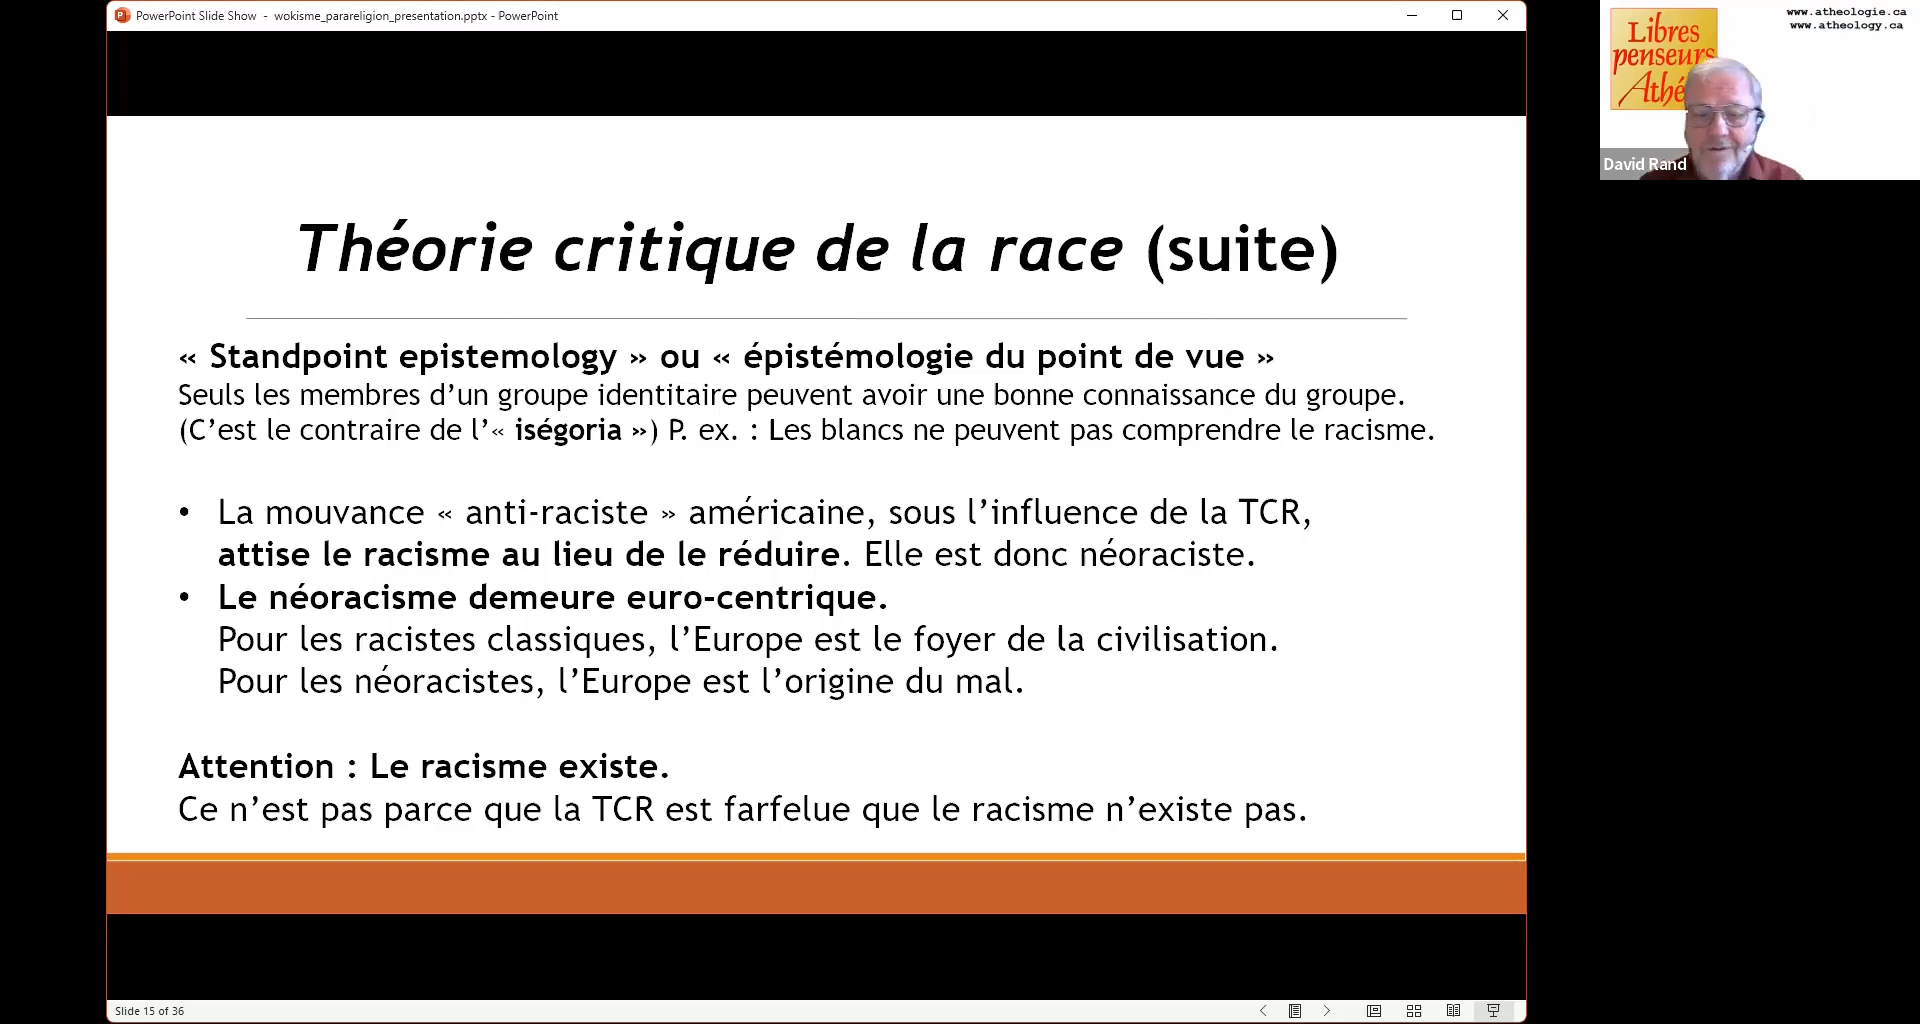 PowerPoint Slide Show - wokisme_parareligion_presentation.pptx - PowerPoint
Théorie critique de la race (suite)
« Standpoint epistemology » ou « épistémologie du point de vue »
Seuls les membres d’un groupe identitaire peuvent avoir une bonne connaissance du groupe.
(C’est le contraire de l’« iségoria ») P. ex. : Les blancs ne peuvent pas comprendre le racisme.
• La mouvance « anti-raciste » américaine, sous l’influence de la TCR,
attise le racisme au lieu de le réduire. Elle est donc néoraciste.
• Le néoracisme demeure euro-centrique.
Pour les racistes classiques, l’Europe est le foyer de la civilisation.
Pour les néoracistes, l’Europe est l’origine du mal.
Attention : Le racisme existe.
Ce n’est pas parce que la TCR est farfelue que le racisme n’existe pas.
Slide 15 of 36
www.atheologie.ca
www.atheology.ca
Libres
penseurs
Athé
David Rand